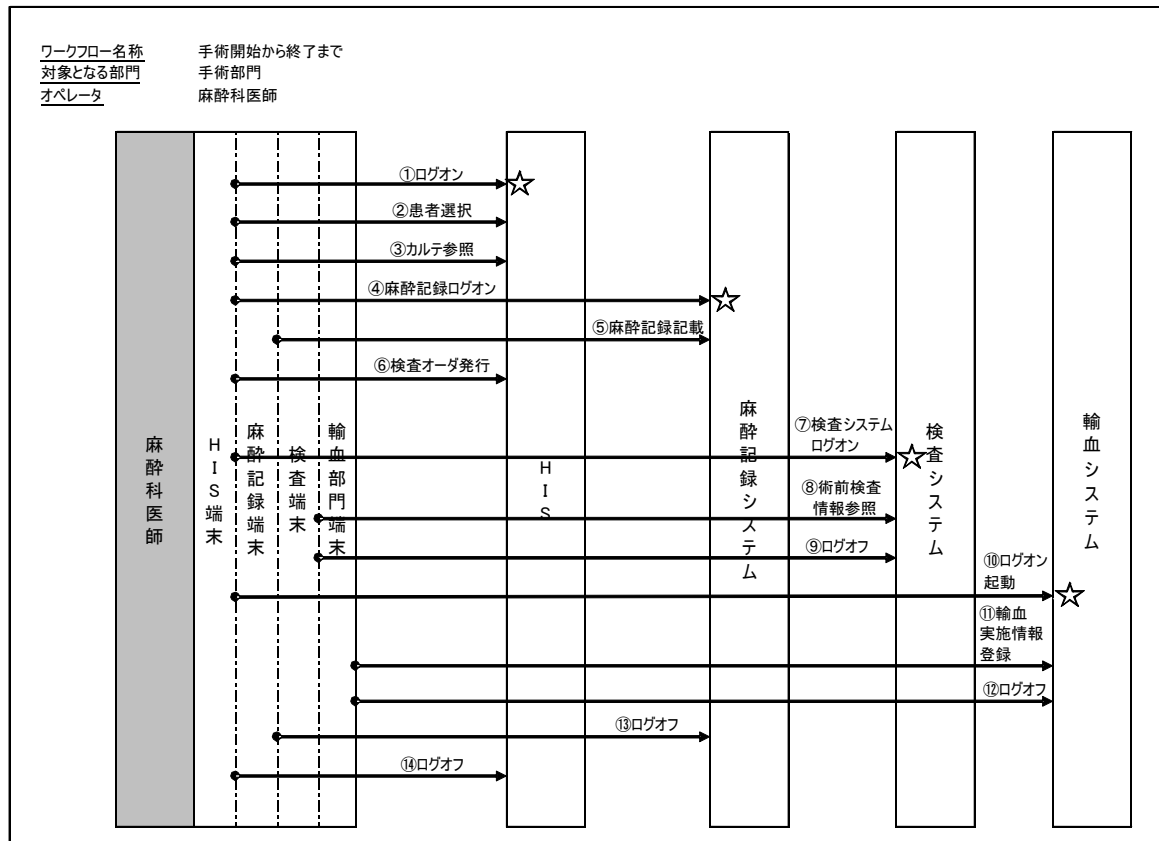 ワークフロー名称 手術開始から終了まで
対象となる部門 手術部門
オペレータ 麻酔科医師
①ログオン
②患者選択
③カルテ参照
④麻酔記録ログオン
⑤麻酔記録記載
⑥検査オーダ発行
⑦検査システム
ログオン
⑧術前検査
情報参照
⑨ログオフ
⑩ログオン
起動
⑪輸血
実施情報
登録
⑫ログオフ
⑬ログオフ
⑭ログオフ
麻酔科医師
HIS端末
麻酔記録端末
検査端末
輸血部門端末
HIS
麻酔記録システム
検査システム
輸血システム